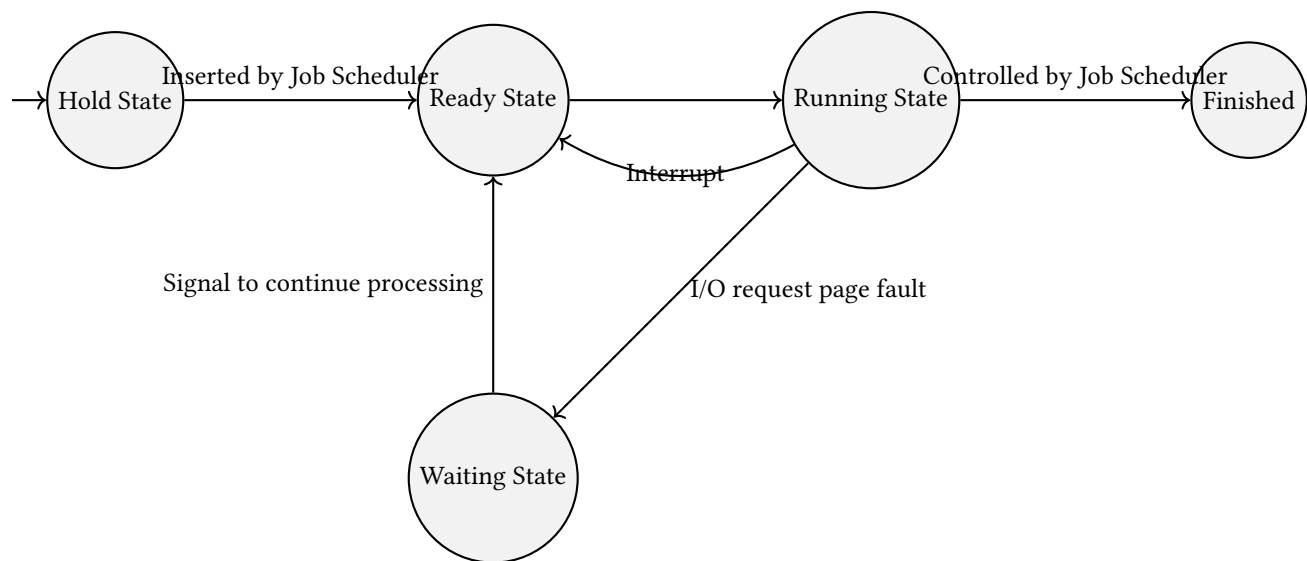 Inserted by Job Scheduler
Controlled by Job Scheduler
Hold State
Ready State
Running State
Finished
Interrupt
Signal to continue processing
I/O request page fault
Waiting State